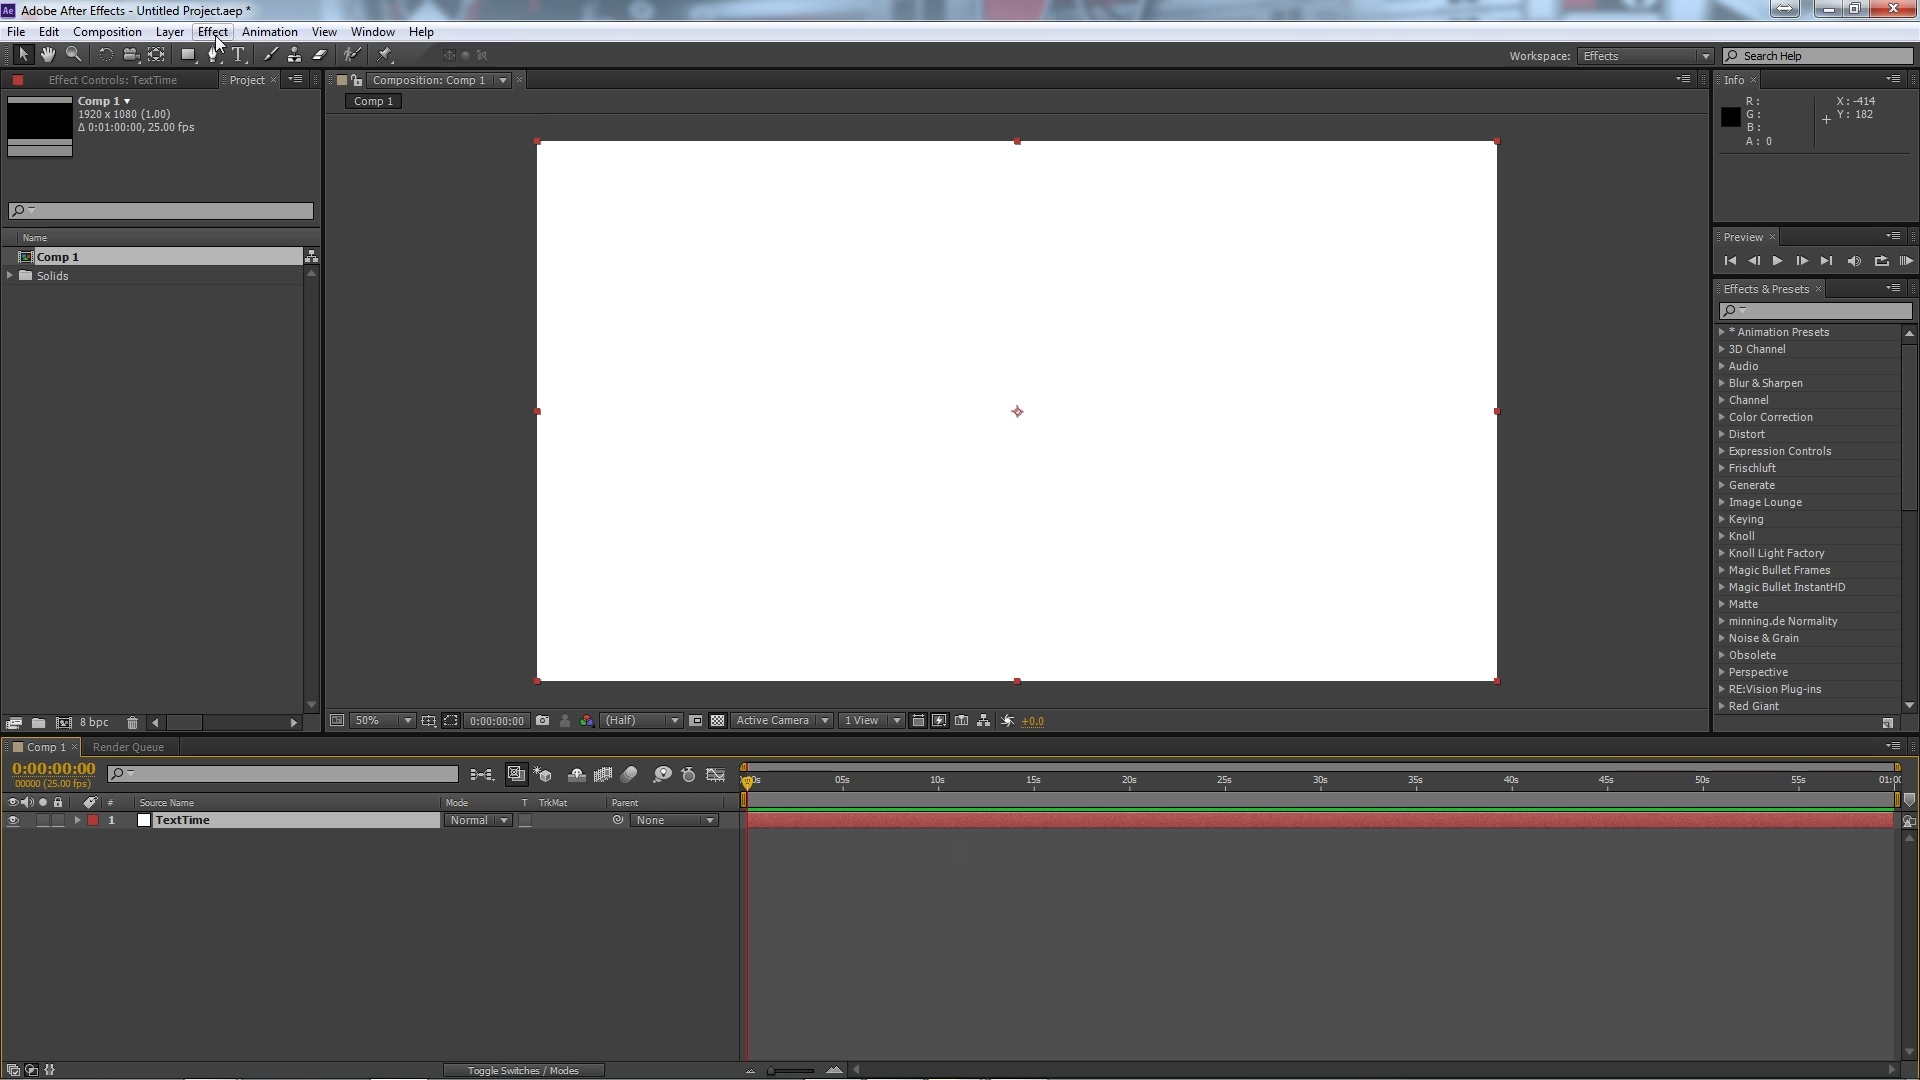 Ae Adobe After Effects - Untitled Project.aep *
File Edit Composition Layer Effect Animation View Window Help
T Workspace: Effects Search Help
Effect Controls: TextTime Project × Composition: Comp 1 × Info ×
Comp 1
1920 x 1080 (1.00)
Δ 0:01:00:00, 25.00 fps
Comp 1
R :
G :
B :
A : 0
X : -414
Y : 182
Name
Comp 1
Solids
Preview ×
Effects & Presets ×
* Animation Presets
3D Channel
Audio
Blur & Sharpen
Channel
Color Correction
Distort
Expression Controls
Frischluft
Generate
Image Lounge
Keying
Knoll
Knoll Light Factory
Magic Bullet Frames
Magic Bullet InstantHD
Matte
minning.de Normality
Noise & Grain
Obsolete
Perspective
RE:Vision Plug-ins
Red Giant
8 bpc
50% 0:00:00:00 (Half) Active Camera 1 View +0.0
Comp 1 × Render Queue
0:00:00:00
00000 (25.00 fps)
05s 10s 15s 20s 25s 30s 35s 40s 45s 50s 55s
# Source Name Mode T TrkMat Parent
1 TextTime Normal None
Toggle Switches / Modes